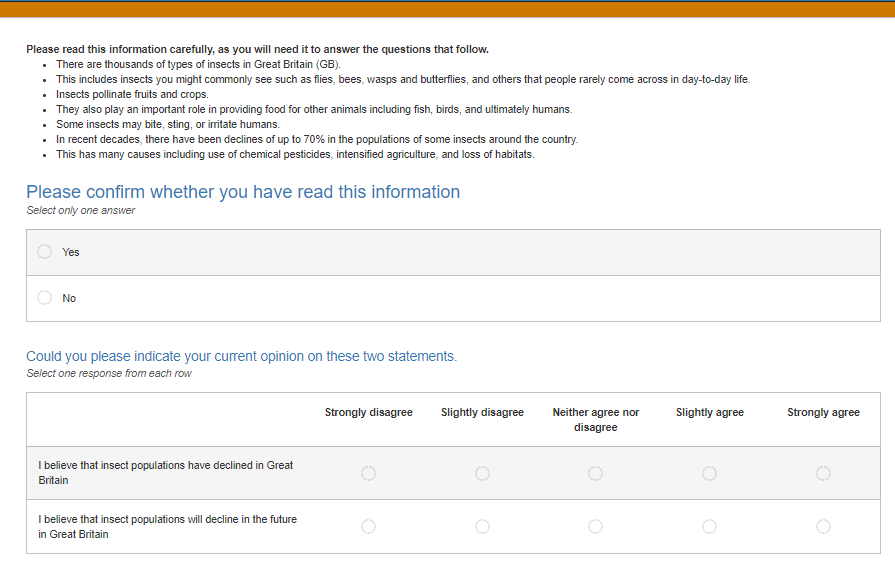 Please read this information carefully, as you will need it to answer the questions that follow.
• There are thousands of types of insects in Great Britain (GB).
• This includes insects you might commonly see such as flies, bees, wasps and butterflies, and others that people rarely come across in day-to-day life.
• Insects pollinate fruits and crops.
• They also play an important role in providing food for other animals including fish, birds, and ultimately humans.
• Some insects may bite, sting, or irritate humans.
• In recent decades, there have been declines of up to 70% in the populations of some insects around the country.
• This has many causes including use of chemical pesticides, intensified agriculture, and loss of habitats.
Please confirm whether you have read this information
Select only one answer
Yes
No
Could you please indicate your current opinion on these two statements.
Select one response from each row
Strongly disagree Slightly disagree Neither agree nor Slightly agree Strongly agree
disagree
I believe that insect populations have declined in Great
Britain
I believe that insect populations will decline in the future
in Great Britain